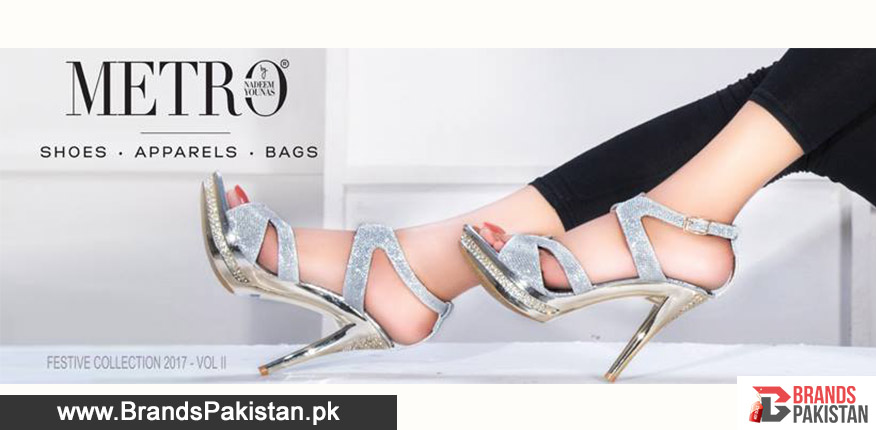 METRO®
by
NADEEM
YOUNAS
SHOES · APPARELS · BAGS
FESTIVE COLLECTION 2017 - VOL II
www.BrandsPakistan.pk
BRANDS
PAKISTAN